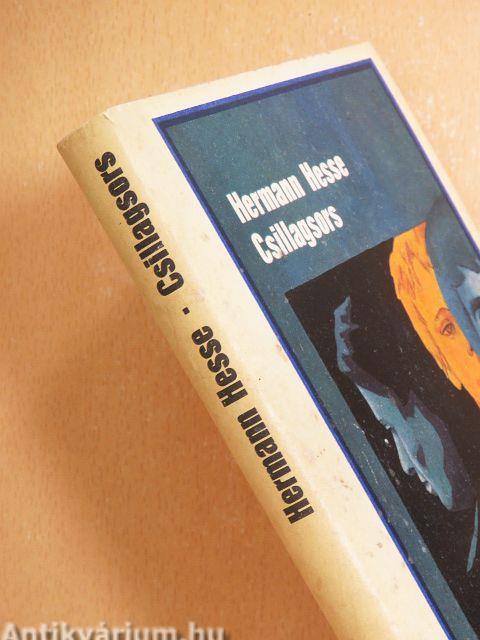 Hermann Hesse
Csillagsors
Hermann Hesse · Csillagsors
Antikvárium.hu